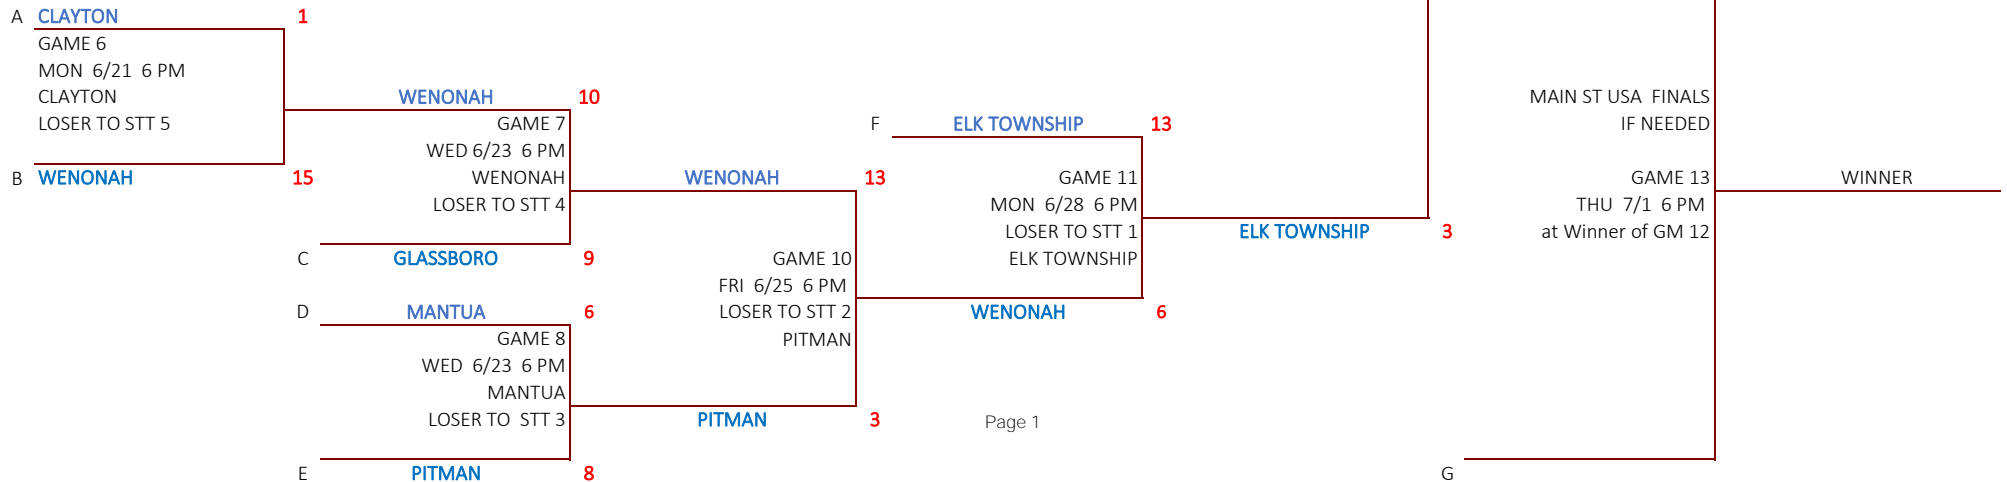 A CLAYTON 1
GAME 6
MON 6/21 6 PM
CLAYTON
LOSER TO STT 5
B WENONAH 15
WENONAH 10
GAME 7
WED 6/23 6 PM
WENONAH
LOSER TO STT 4
C GLASSBORO 9
D MANTUA 6
GAME 8
WED 6/23 6 PM
MANTUA
LOSER TO STT 3
E PITMAN 8
WENONAH 13
GAME 10
FRI 6/25 6 PM
LOSER TO STT 2
PITMAN
PITMAN 3
F ELK TOWNSHIP 13
GAME 11
MON 6/28 6 PM
LOSER TO STT 1
ELK TOWNSHIP
WENONAH 6
ELK TOWNSHIP 3
MAIN ST USA FINALS
IF NEEDED
GAME 13
THU 7/1 6 PM
at Winner of GM 12
WINNER
G
Page 1